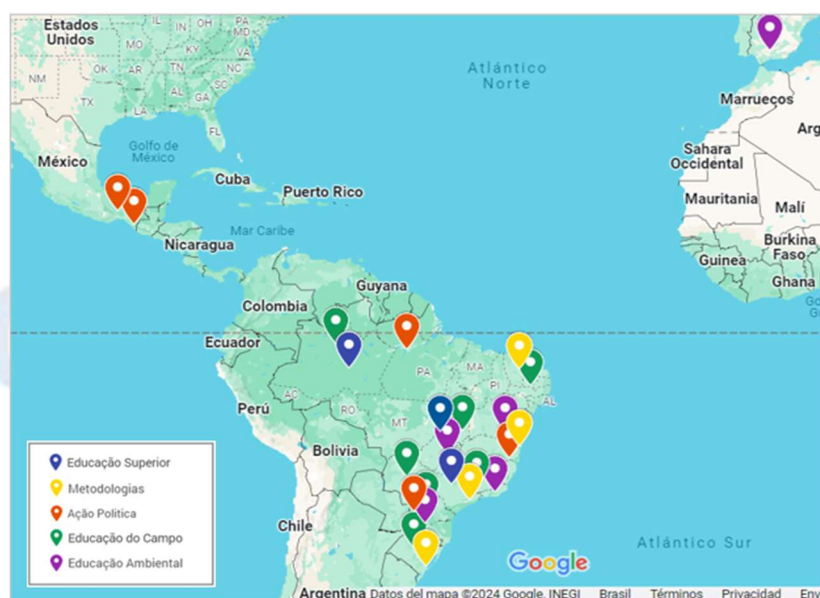 Estados
Unidos
IL
IN
OH
PA
MD
MO
KY
VA
OK
AR
TN
NC
NM
SC
AL
GA
TX
LA
FL
Golfo de
México
México
Cuba
Puerto Rico
Mar Caribe
Nicaragua
Atlántico
Norte
Marruecos
Arg
Sahara
Occidental
Mauritania
Malí
Burkina
Faso
Guinea
Ghana
Guyana
Colombia
Ecuador
PA
MA
PI
AC
AL
RO
MT
Perú
Bolivia
Chile
Educação Superior
Metodologias
Ação Politica
Educação do Campo
Educação Ambiental
Google
Atlántico Sur
Argentina
Datos del mapa ©2024 Google, INEGI
Brasil
Términos
Privacidad